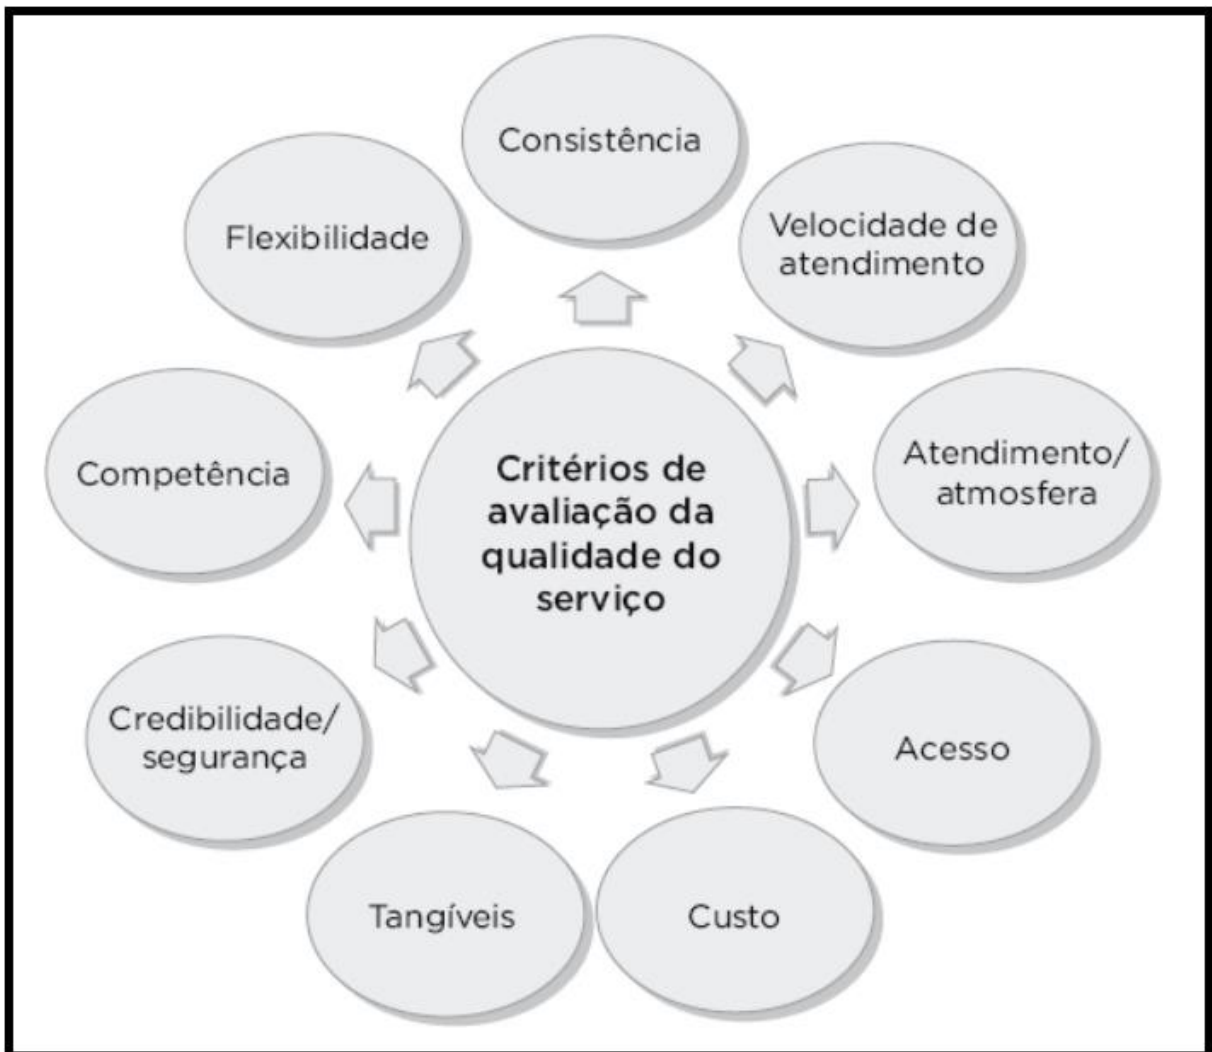 Consistência
Flexibilidade
Velocidade de
atendimento
Competência
Critérios de
avaliação da
qualidade do
serviço
Atendimento/
atmosfera
Credibilidade/
segurança
Acesso
Tangíveis
Custo